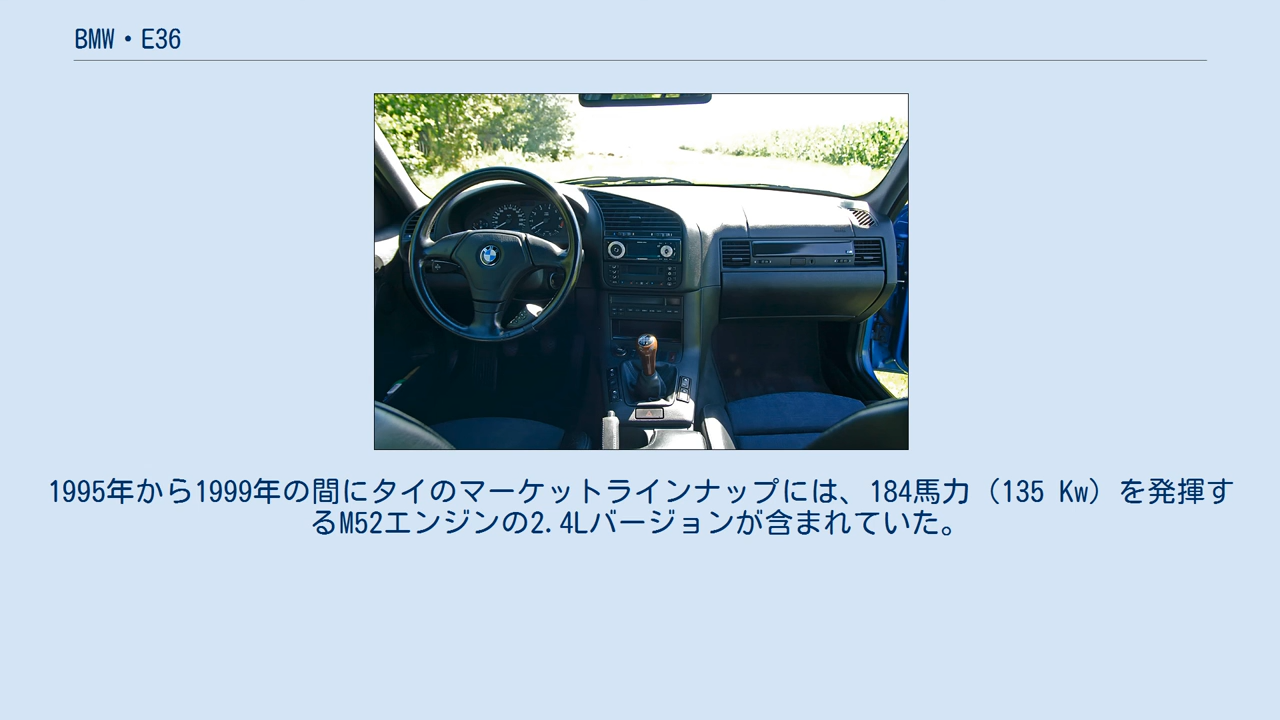 BMW・E36
1995年から1999年の間にタイのマーケットラインナップには、184馬力（135 Kw）を発揮す
るM52エンジンの2.4Lバージョンが含まれていた。